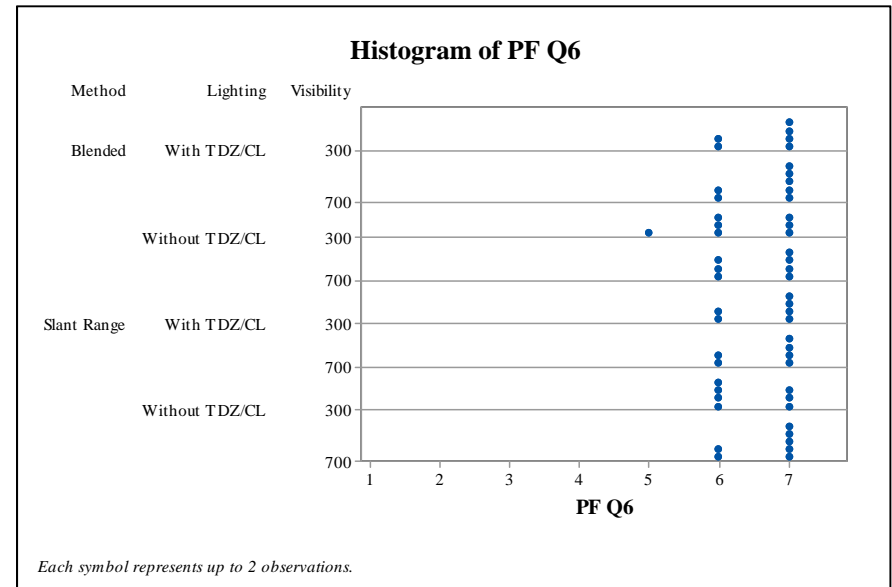 Histogram of PF Q6
Method Lighting Visibility
Blended With TDZ/CL 300
700
Without TDZ/CL 300
700
Slant Range With TDZ/CL 300
700
Without TDZ/CL 300
700
1 2 3 4 5 6 7
PF Q6
Each symbol represents up to 2 observations.